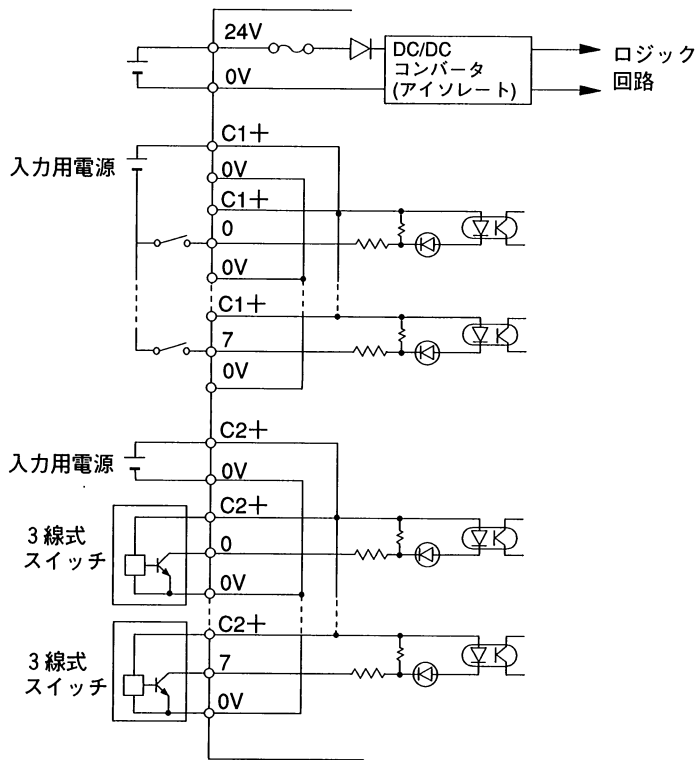 24V
DC/DC
コンバータ
(アイソレート)
ロジック
回路
0V
C1+
入力用電源
0V
C1+
0
0V
C1+
7
0V
C2+
入力用電源
0V
C2+
3線式
スイッチ
0
0V
C2+
3線式
スイッチ
7
0V